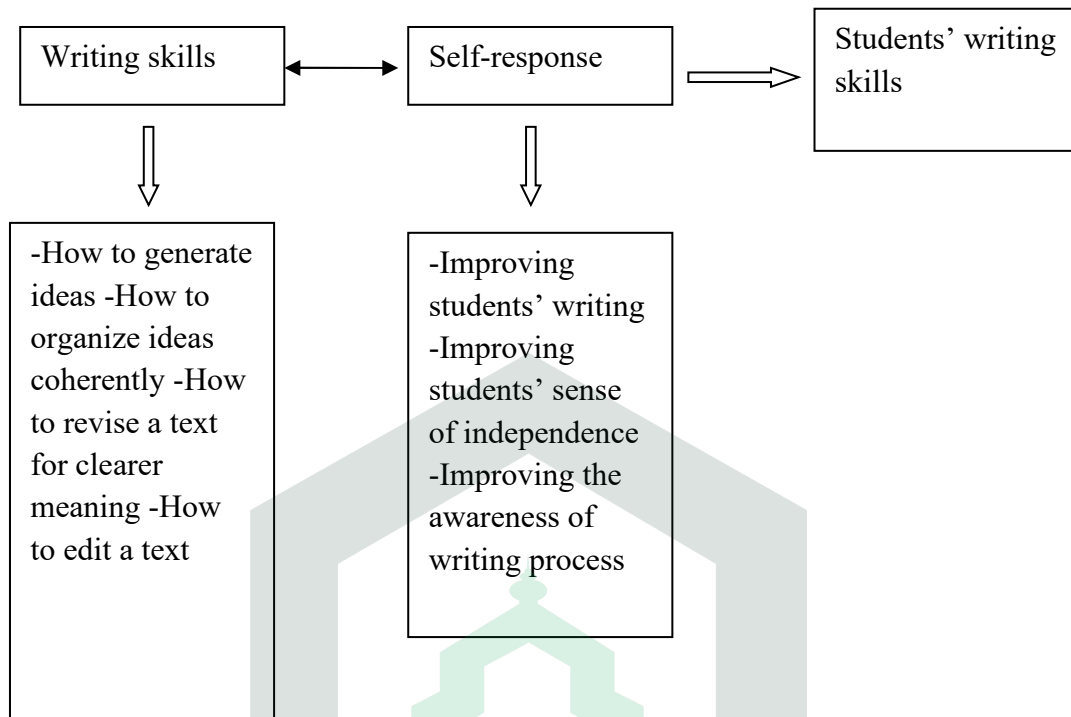 Writing skills
Self-response
Students’ writing
skills
-How to generate
ideas -How to
organize ideas
coherently -How
to revise a text
for clearer
meaning -How
to edit a text
-Improving
students’ writing
-Improving
students’ sense
of independence
-Improving the
awareness of
writing process